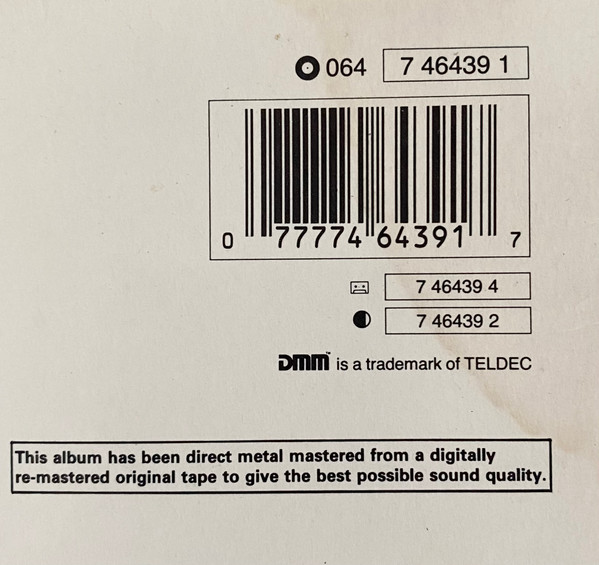 064 7 46439 1
0 77774 64391 7
7 46439 4
7 46439 2
DMM™ is a trademark of TELDEC
This album has been direct metal mastered from a digitally
re-mastered original tape to give the best possible sound quality.